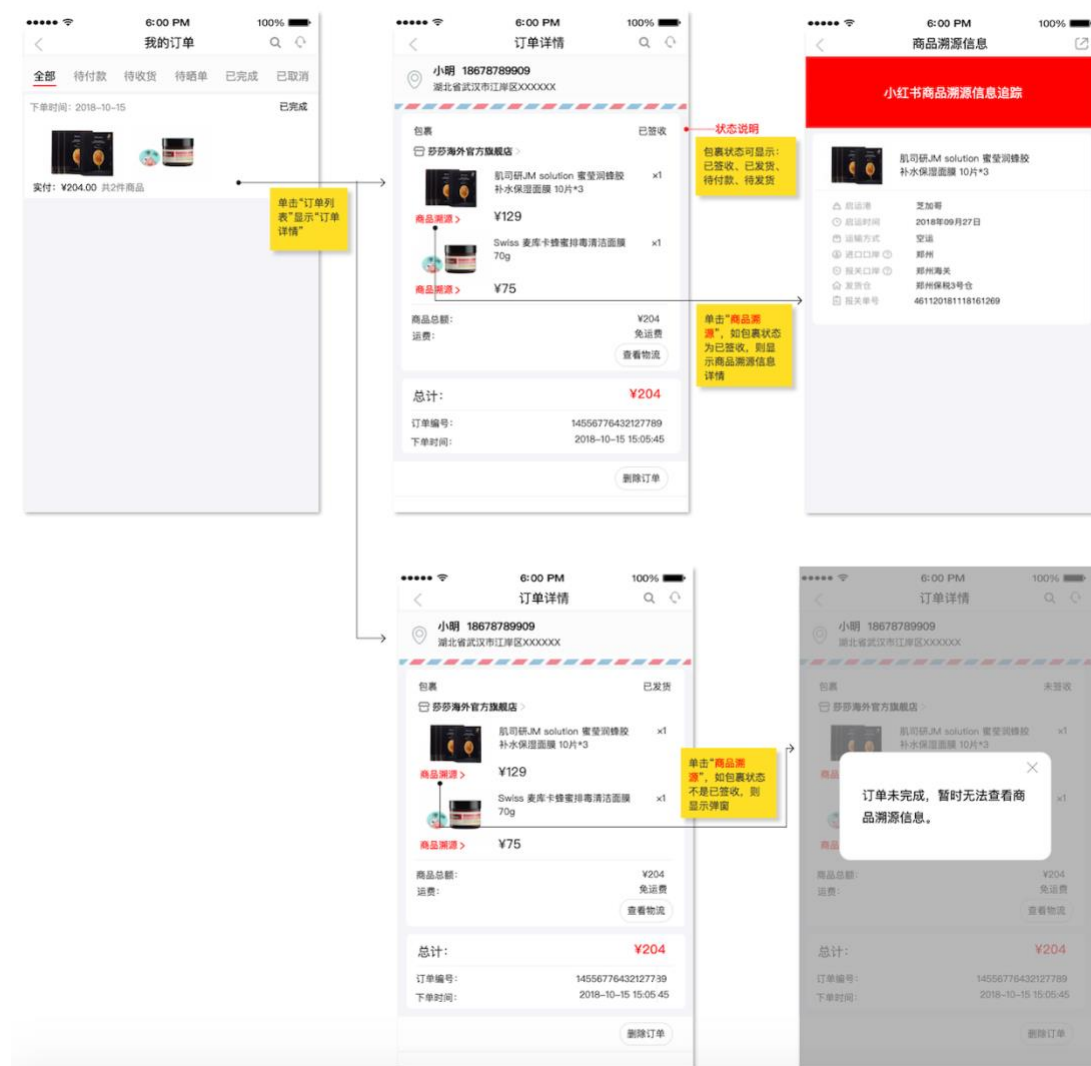 6:00 PM
100%
我的订单
全部 待付款 待收货 待晒单 已完成 已取消
下单时间：2018-10-15 已完成
实付：¥204.00 共2件商品
单击“订单列
表”显示“订单
详情”
6:00 PM
100%
订单详情
小明 18678789909
湖北省武汉市江岸区XXXXXX
包裹 已签收
莎莎海外官方旗舰店
肌司研JM solution 蜜莹润蜂胶 x1
补水保湿面膜 10片*3
商品溯源 ¥129
Swiss 麦库卡蜂蜜排毒清洁面膜 x1
70g
商品溯源 ¥75
商品总额： ¥204
运费： 免运费
查看物流
总计： ¥204
订单编号： 14556776432127789
下单时间： 2018-10-15 15:05:45
删除订单
状态说明
包裹状态可显示：
已签收、已发货、
待付款、待发货
单击“商品溯
源”，如包裹状态
为已签收，则显
示商品溯源信息
详情
6:00 PM
100%
商品溯源信息
小红书商品溯源信息追踪
肌司研JM solution 蜜莹润蜂胶
补水保湿面膜 10片*3
启运港 芝加哥
启运时间 2018年09月27日
运输方式 空运
进口口岸 郑州
报关口岸 郑州海关
发货仓 郑州保税3号仓
报关单号 461120181118161269
6:00 PM
100%
订单详情
小明 18678789909
湖北省武汉市江岸区XXXXXX
包裹 已发货
莎莎海外官方旗舰店
肌司研JM solution 蜜莹润蜂胶 x1
补水保湿面膜 10片*3
商品溯源 ¥129
Swiss 麦库卡蜂蜜排毒清洁面膜 x1
70g
商品溯源 ¥75
商品总额： ¥204
运费： 免运费
查看物流
总计： ¥204
订单编号： 14556776432127789
下单时间： 2018-10-15 15:05:45
删除订单
单击“商品溯
源”，如包裹状态
不是已签收，则
显示弹窗
6:00 PM
100%
订单详情
小明 18678789909
湖北省武汉市江岸区XXXXXX
包裹 未签收
莎莎海外官方旗舰店
肌司研JM solution 蜜莹润蜂胶 x1
补水保湿面膜 10片*3
商品
订单未完成，暂时无法查看商
品溯源信息。
x1
商品
商品总额： ¥204
运费： 免运费
查看物流
总计： ¥204
订单编号： 14556776432127789
下单时间： 2018-10-15 15:05:45
删除订单